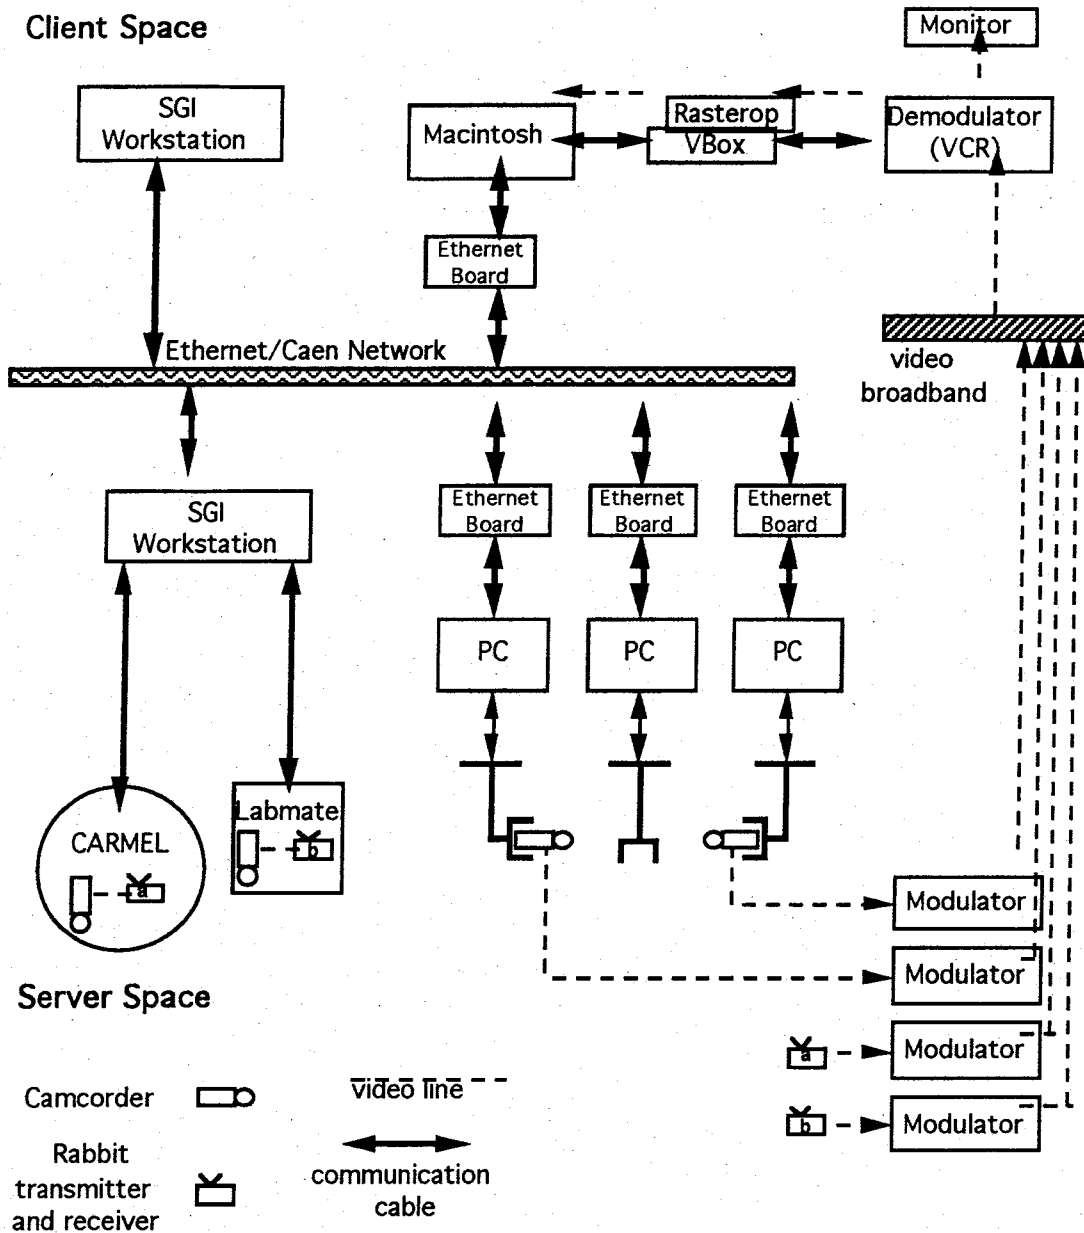 Client Space
Monitor
SGI
Workstation
Macintosh
Rasterop
VBox
Demodulator
(VCR)
Ethernet
Board
Ethernet/Caen Network
video
broadband
SGI
Workstation
Ethernet
Board
Ethernet
Board
Ethernet
Board
PC
PC
PC
CARMEL
a
Labmate
b
Modulator
Modulator
a
Modulator
b
Modulator
Server Space
Camcorder
video line
Rabbit
transmitter
and receiver
communication
cable